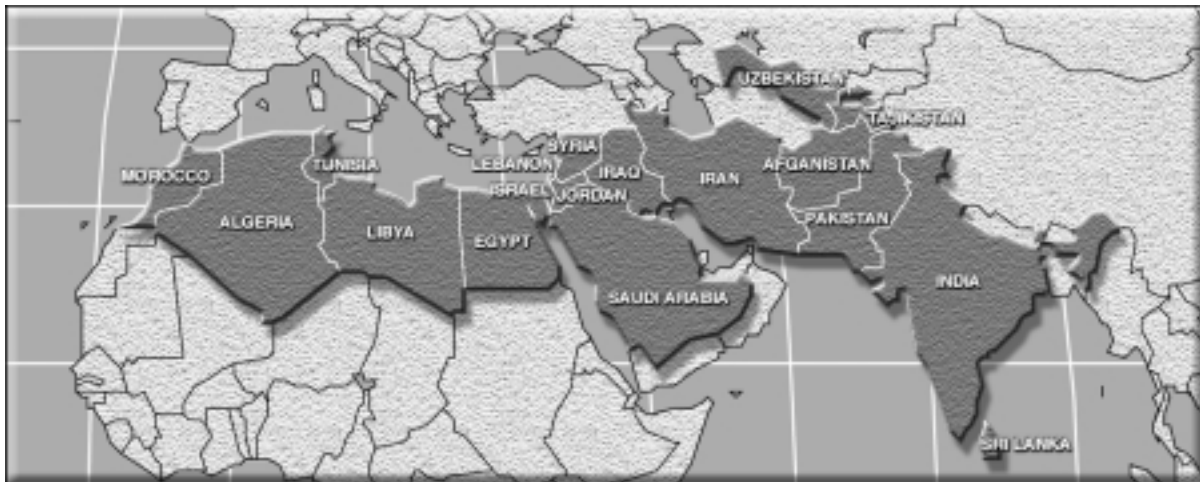 UZBEKISTAN
TAJIKISTAN
SYRIA
LEBANON
IRAQ
IRAN
AFGANISTAN
TUNISIA
MOROCCO
ISRAEL
JORDAN
ALGERIA
LIBYA
EGYPT
PAKISTAN
INDIA
SAUDI ARABIA
SRI LANKA